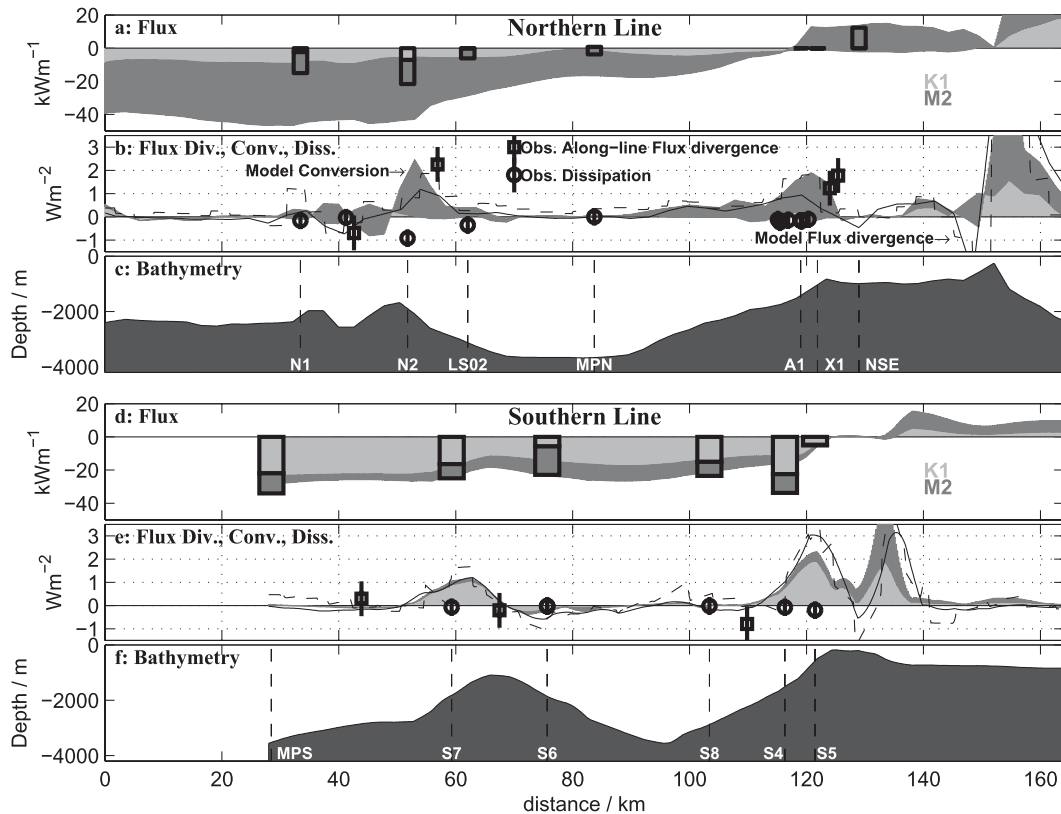 a: Flux
Northern Line
20
0
−20
−40
kWm−1
K1
M2
b: Flux Div., Conv., Diss.
Obs. Along-line Flux divergence
Model Conversion→
Obs. Dissipation
Model Flux divergence→
3
2
1
0
−1
Wm−2
c: Bathymetry
0
−2000
−4000
Depth / m
N1
N2
LS02
MPN
A1
X1
NSE
d: Flux
Southern Line
20
0
−20
−40
kWm−1
K1
M2
e: Flux Div., Conv., Diss.
3
2
1
0
−1
Wm−2
f: Bathymetry
0
−2000
−4000
Depth / m
MPS
S7
S6
S8
S4
S5
0 20 40 60 80 100 120 140 160
distance / km